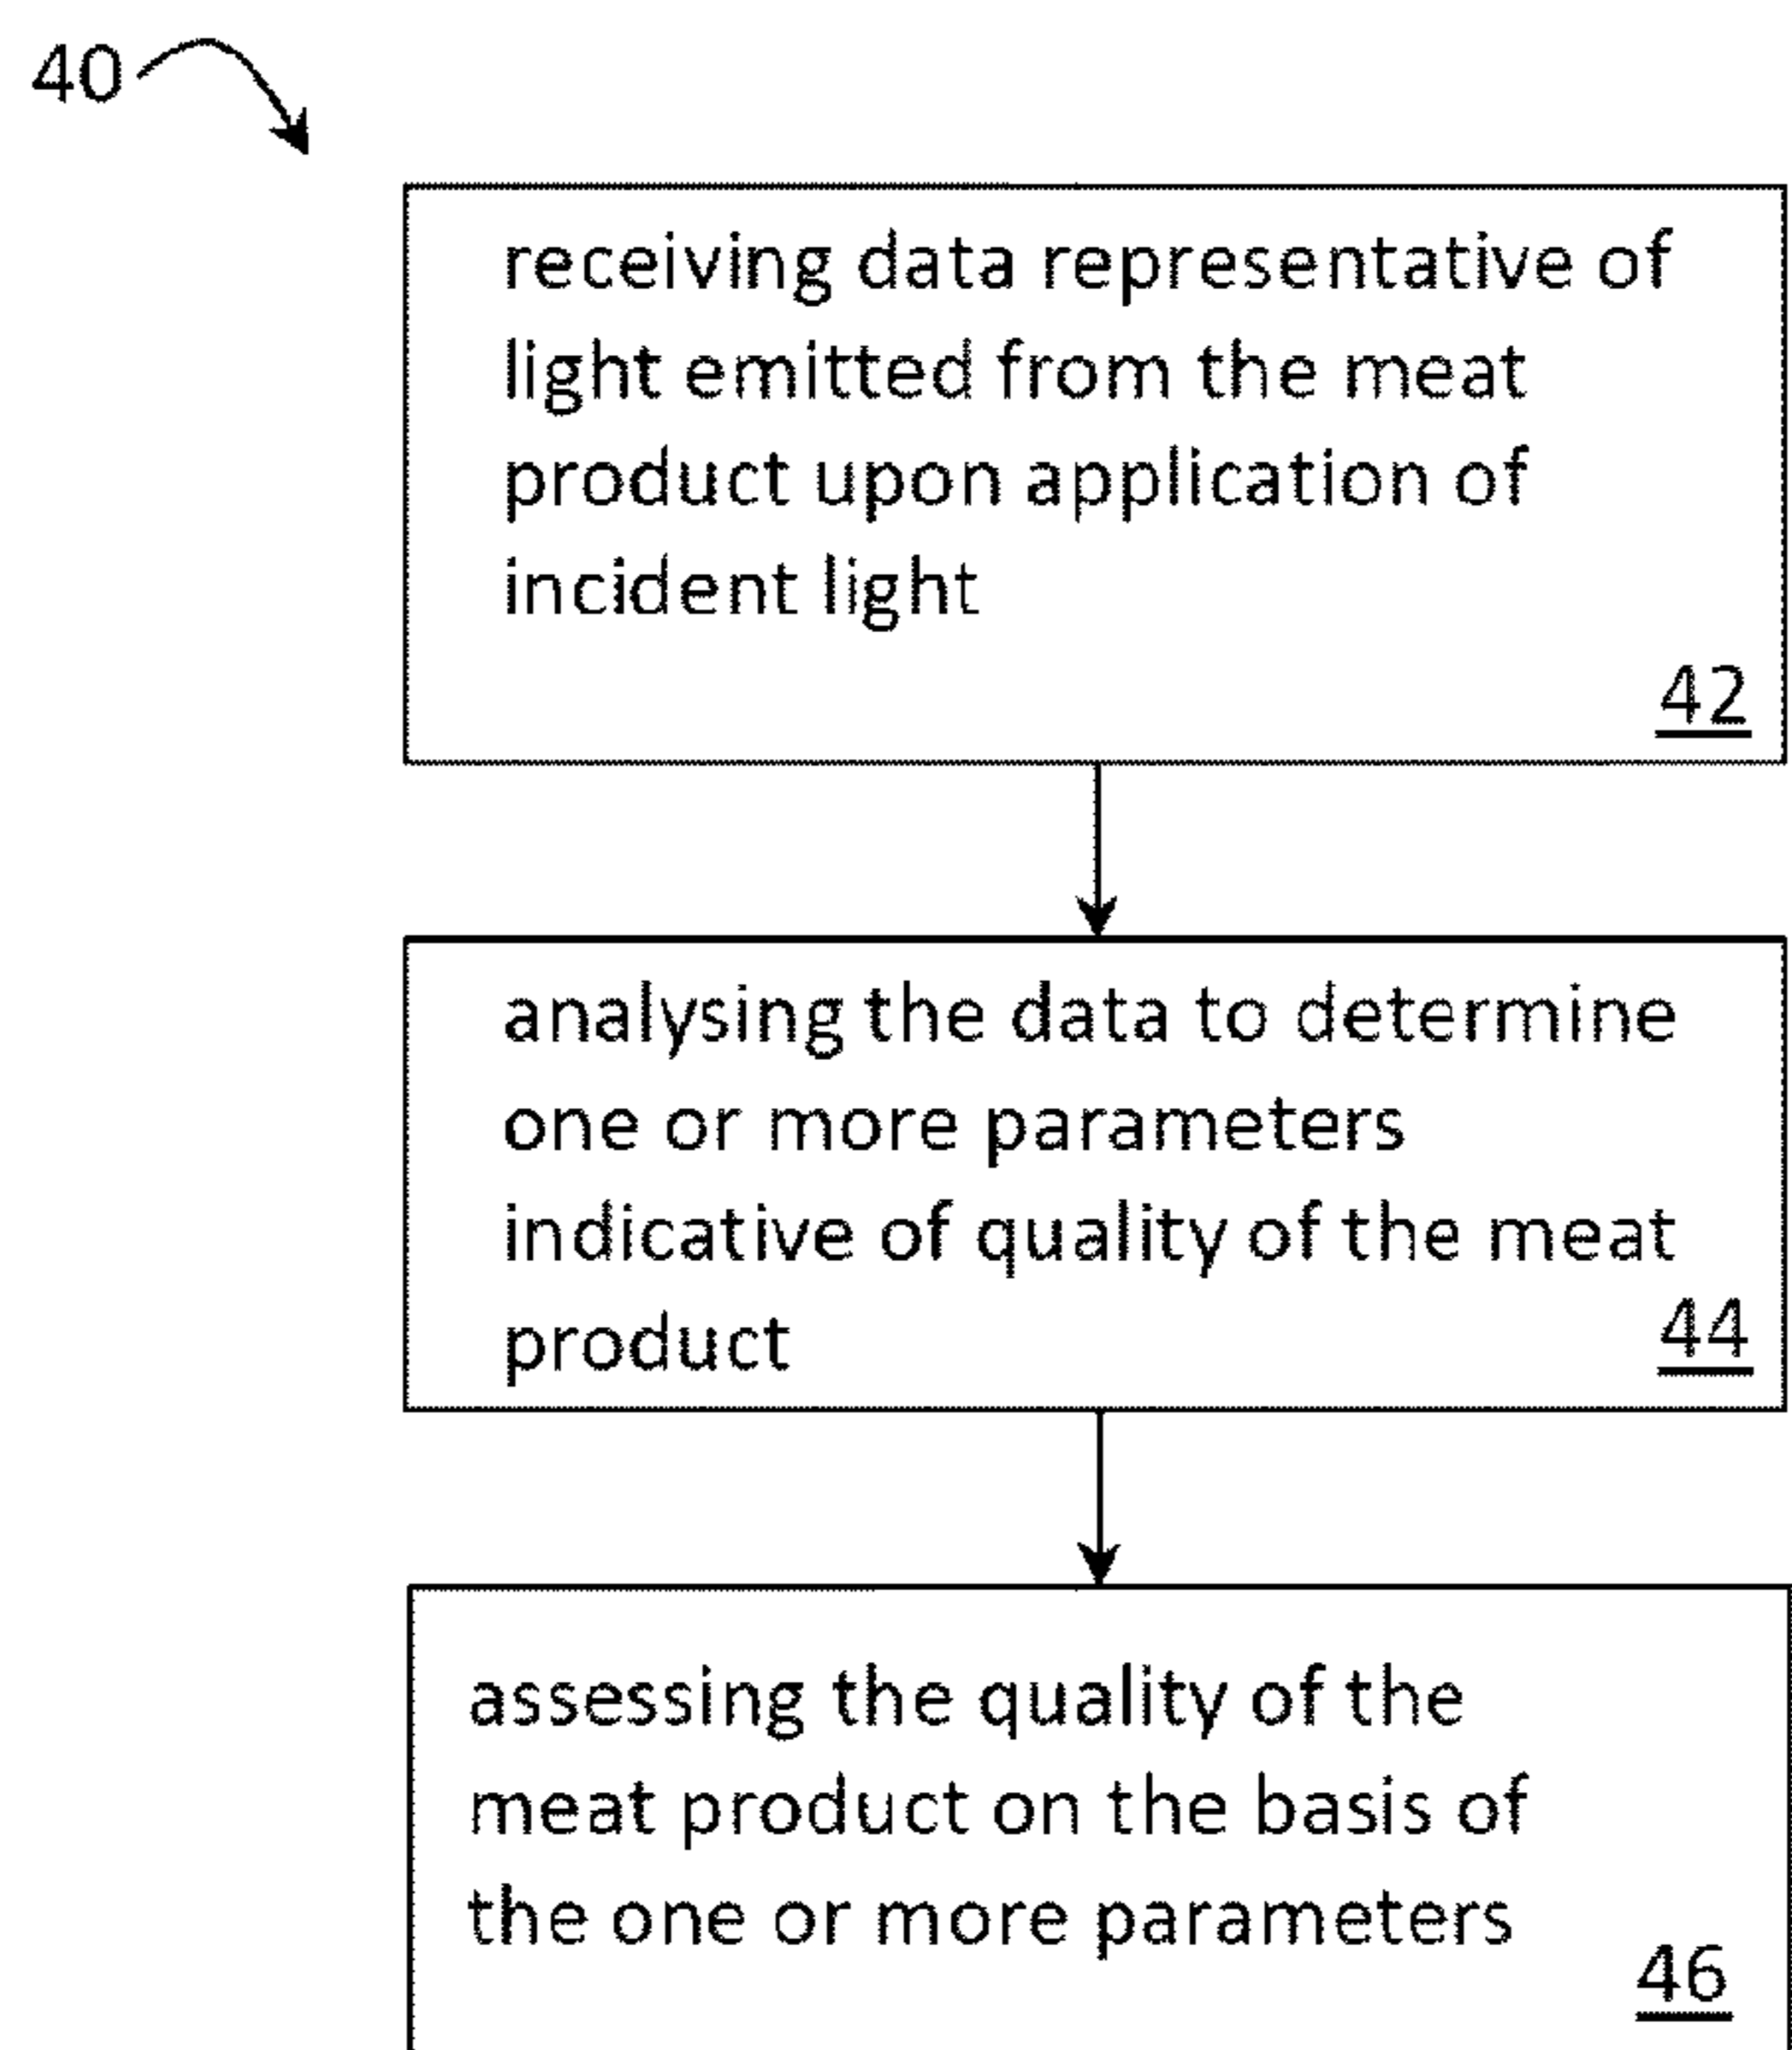 40
receiving data representative of
light emitted from the meat
product upon application of
incident light
42
analysing the data to determine
one or more parameters
indicative of quality of the meat
product
44
assessing the quality of the
meat product on the basis of
the one or more parameters
46